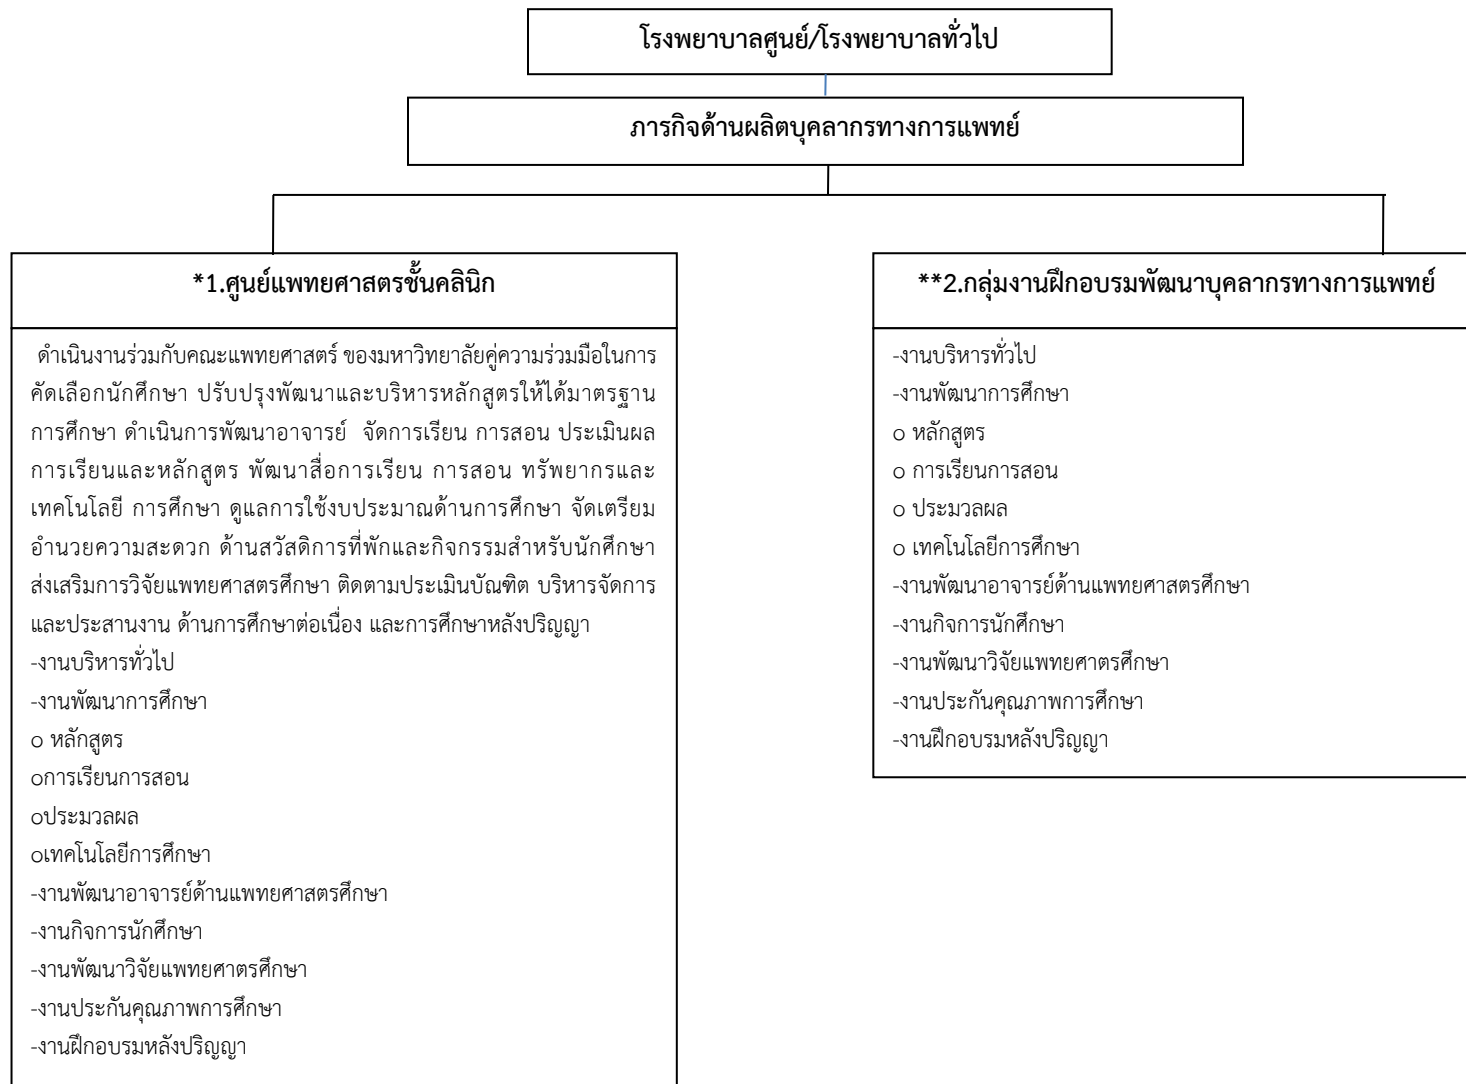 โรงพยาบาลศูนย์/โรงพยาบาลทั่วไป
ภารกิจด้านผลิตบุคลากรทางการแพทย์
*1.ศูนย์แพทยศาสตรชั้นคลินิก
ดำเนินงานร่วมกับคณะแพทยศาสตร์ ของมหาวิทยาลัยคู่ความร่วมมือในการ
คัดเลือกนักศึกษา ปรับปรุงพัฒนาและบริหารหลักสูตรให้ได้มาตรฐาน
การศึกษา ดำเนินการพัฒนาอาจารย์ จัดการเรียน การสอน ประเมินผล
การเรียนและหลักสูตร พัฒนาสื่อการเรียน การสอน ทรัพยากรและ
เทคโนโลยี การศึกษา ดูแลการใช้งบประมาณด้านการศึกษา จัดเตรียม
อำนวยความสะดวก ด้านสวัสดิการที่พักและกิจกรรมสำหรับนักศึกษา
ส่งเสริมการวิจัยแพทยศาสตรศึกษา ติดตามประเมินบัณฑิต บริหารจัดการ
และประสานงาน ด้านการศึกษาต่อเนื่อง และการศึกษาหลังปริญญา
-งานบริหารทั่วไป
-งานพัฒนาการศึกษา
o หลักสูตร
oการเรียนการสอน
oประมวลผล
oเทคโนโลยีการศึกษา
-งานพัฒนาอาจารย์ด้านแพทยศาสตรศึกษา
-งานกิจการนักศึกษา
-งานพัฒนาวิจัยแพทยศาตรศึกษา
-งานประกันคุณภาพการศึกษา
-งานฝึกอบรมหลังปริญญา
**2.กลุ่มงานฝึกอบรมพัฒนาบุคลากรทางการแพทย์
-งานบริหารทั่วไป
-งานพัฒนาการศึกษา
o หลักสูตร
o การเรียนการสอน
o ประมวลผล
o เทคโนโลยีการศึกษา
-งานพัฒนาอาจารย์ด้านแพทยศาสตรศึกษา
-งานกิจการนักศึกษา
-งานพัฒนาวิจัยแพทยศาตรศึกษา
-งานประกันคุณภาพการศึกษา
-งานฝึกอบรมหลังปริญญา